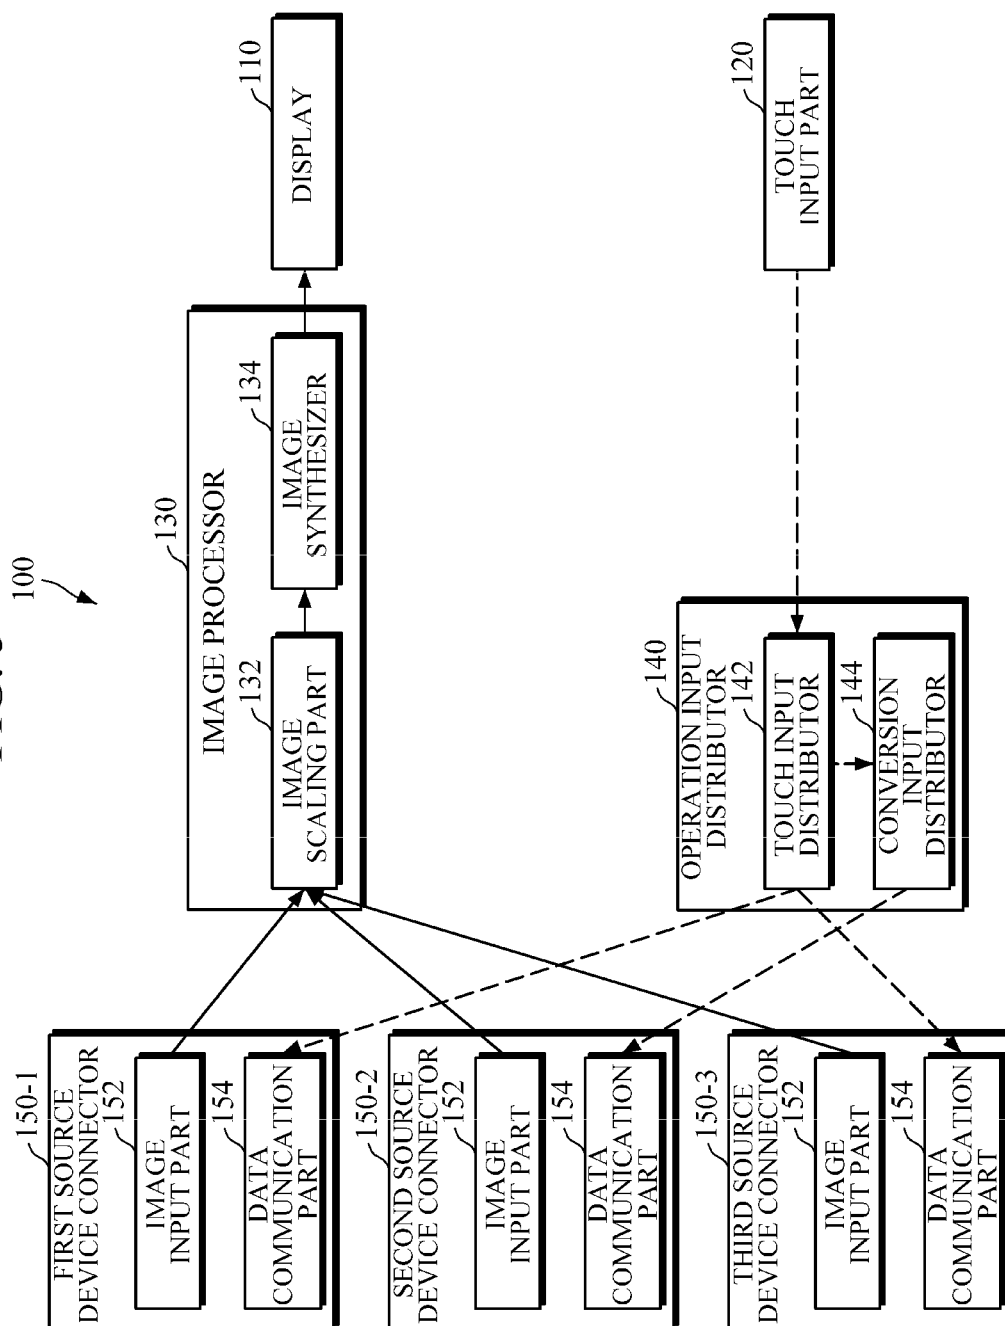 100
150-1
FIRST SOURCE
DEVICE CONNECTOR
152
IMAGE
INPUT PART
154
DATA
COMMUNICATION
PART
150-2
SECOND SOURCE
DEVICE CONNECTOR
152
IMAGE
INPUT PART
154
DATA
COMMUNICATION
PART
150-3
THIRD SOURCE
DEVICE CONNECTOR
152
IMAGE
INPUT PART
154
DATA
COMMUNICATION
PART
130
IMAGE PROCESSOR
132
IMAGE
SCALING PART
134
IMAGE
SYNTHESIZER
110
DISPLAY
140
OPERATION INPUT
DISTRIBUTOR
142
TOUCH INPUT
DISTRIBUTOR
144
CONVERSION
INPUT
DISTRIBUTOR
120
TOUCH
INPUT PART